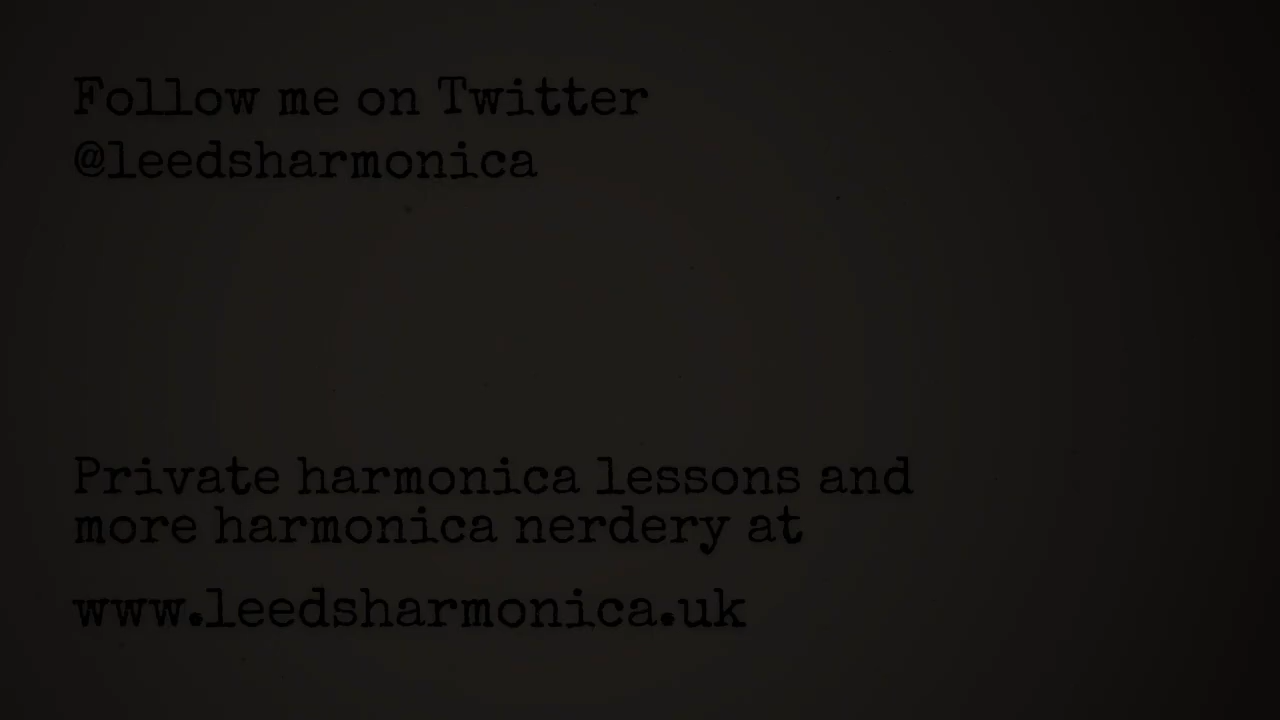 Follow me on Twitter
@leedsharmonica
Private harmonica lessons and
more harmonica nerdery at
www.leedsharmonica.uk